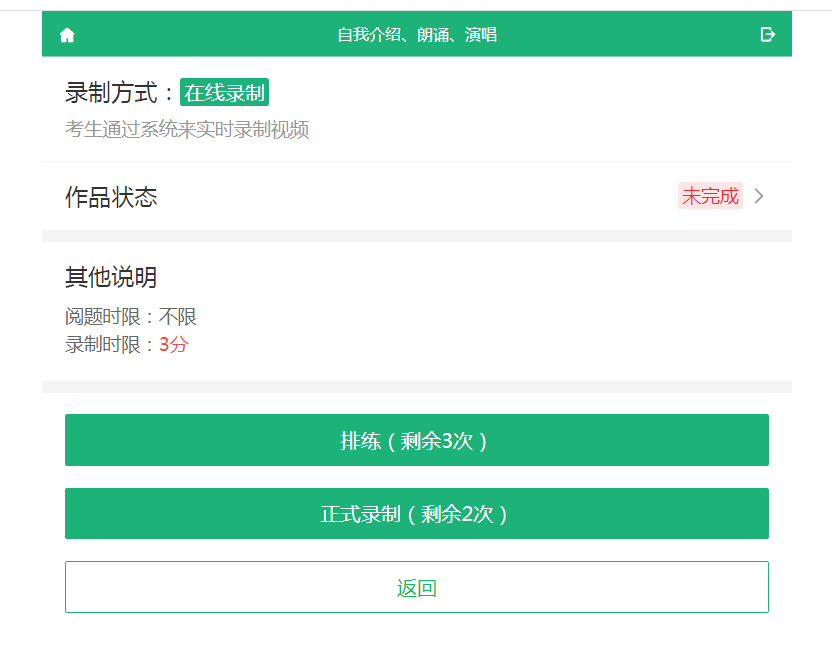 自我介绍、朗诵、演唱
录制方式：在线录制
考生通过系统来实时录制视频
作品状态 未完成
其他说明
阅题时限：不限
录制时限：3分
排练（剩余3次）
正式录制（剩余2次）
返回